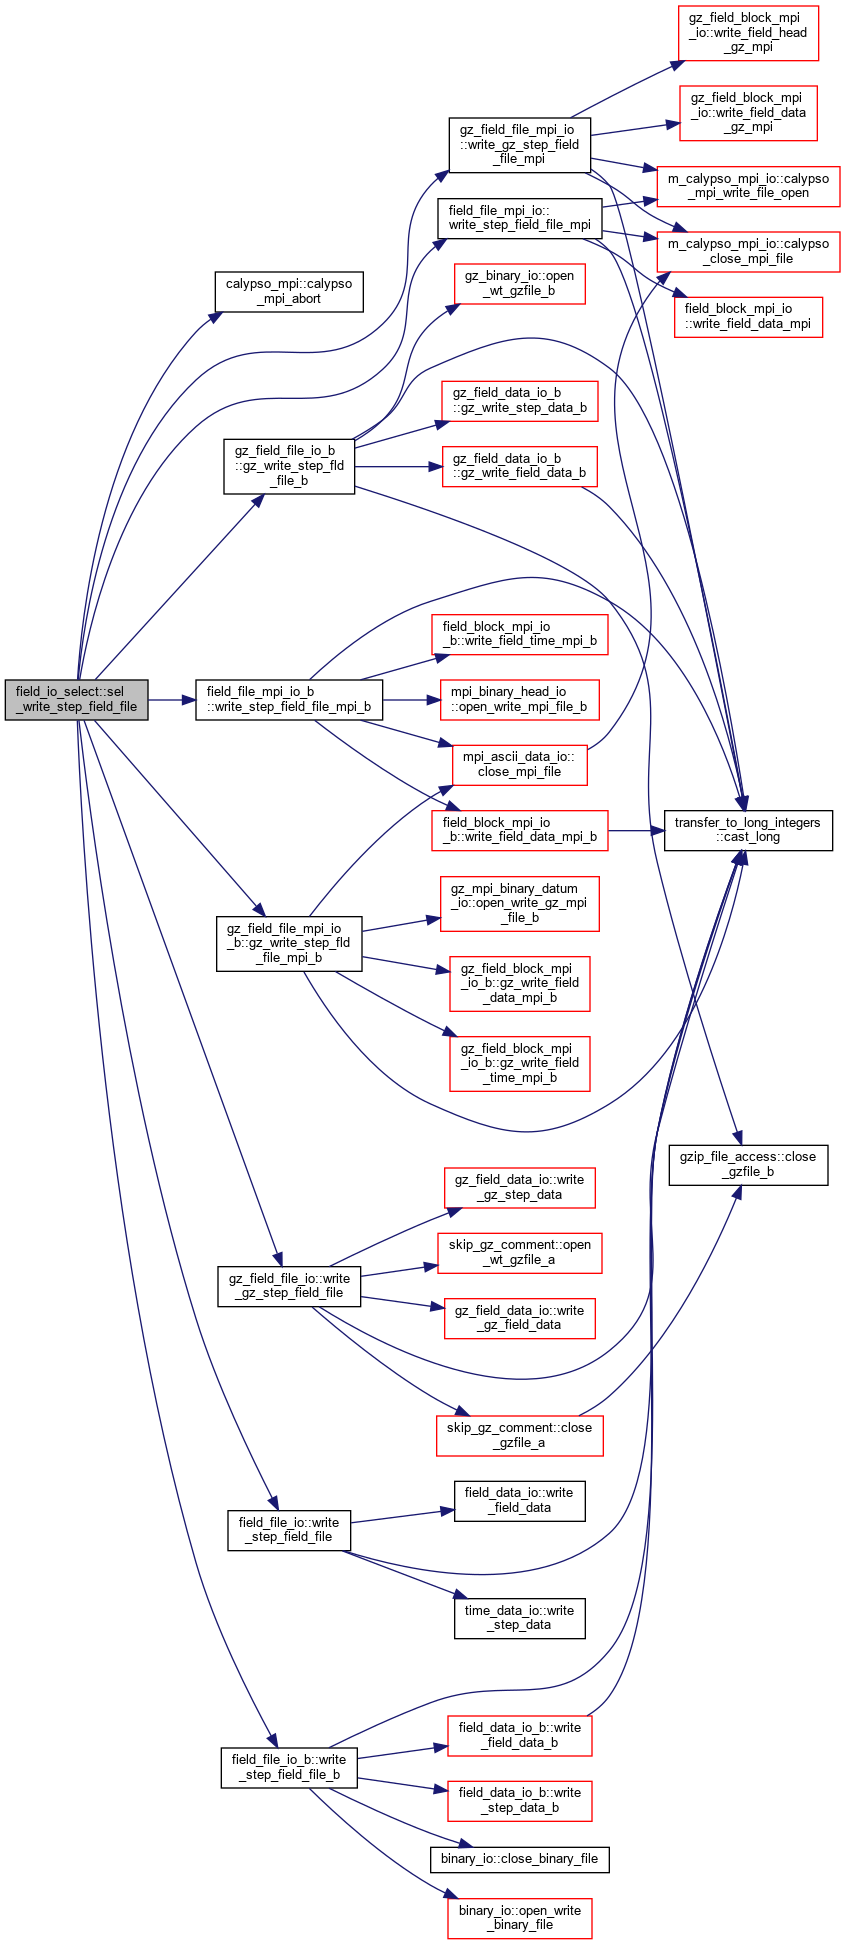 gz_field_block_mpi
_io::write_field_head
_gz_mpi
gz_field_block_mpi
_io::write_field_data
_gz_mpi
gz_field_file_mpi_io
::write_gz_step_field
_file_mpi
m_calypso_mpi_io::calypso
_mpi_write_file_open
field_file_mpi_io::
write_step_field_file_mpi
m_calypso_mpi_io::calypso
_close_mpi_file
calypso_mpi::calypso
_mpi_abort
gz_binary_io::open
_wt_gzfile_b
field_block_mpi_io
::write_field_data_mpi
gz_field_data_io_b
::gz_write_step_data_b
gz_field_file_io_b
::gz_write_step_fld
_file_b
gz_field_data_io_b
::gz_write_field_data_b
field_block_mpi_io
_b::write_field_time_mpi_b
field_io_select::sel
_write_step_field_file
field_file_mpi_io_b
::write_step_field_file_mpi_b
mpi_binary_head_io
::open_write_mpi_file_b
mpi_ascii_data_io::
close_mpi_file
field_block_mpi_io
_b::write_field_data_mpi_b
transfer_to_long_integers
::cast_long
gz_mpi_binary_datum
_io::open_write_gz_mpi
_file_b
gz_field_file_mpi_io
_b::gz_write_step_fld
_file_mpi_b
gz_field_block_mpi
_io_b::gz_write_field
_data_mpi_b
gz_field_block_mpi
_io_b::gz_write_field
_time_mpi_b
gzip_file_access::close
_gzfile_b
gz_field_data_io::write
_gz_step_data
skip_gz_comment::open
_wt_gzfile_a
gz_field_file_io::write
_gz_step_field_file
gz_field_data_io::write
_gz_field_data
skip_gz_comment::close
_gzfile_a
field_data_io::write
_field_data
field_file_io::write
_step_field_file
time_data_io::write
_step_data
field_data_io_b::write
_field_data_b
field_file_io_b::write
_step_field_file_b
field_data_io_b::write
_step_data_b
binary_io::close_binary_file
binary_io::open_write
_binary_file